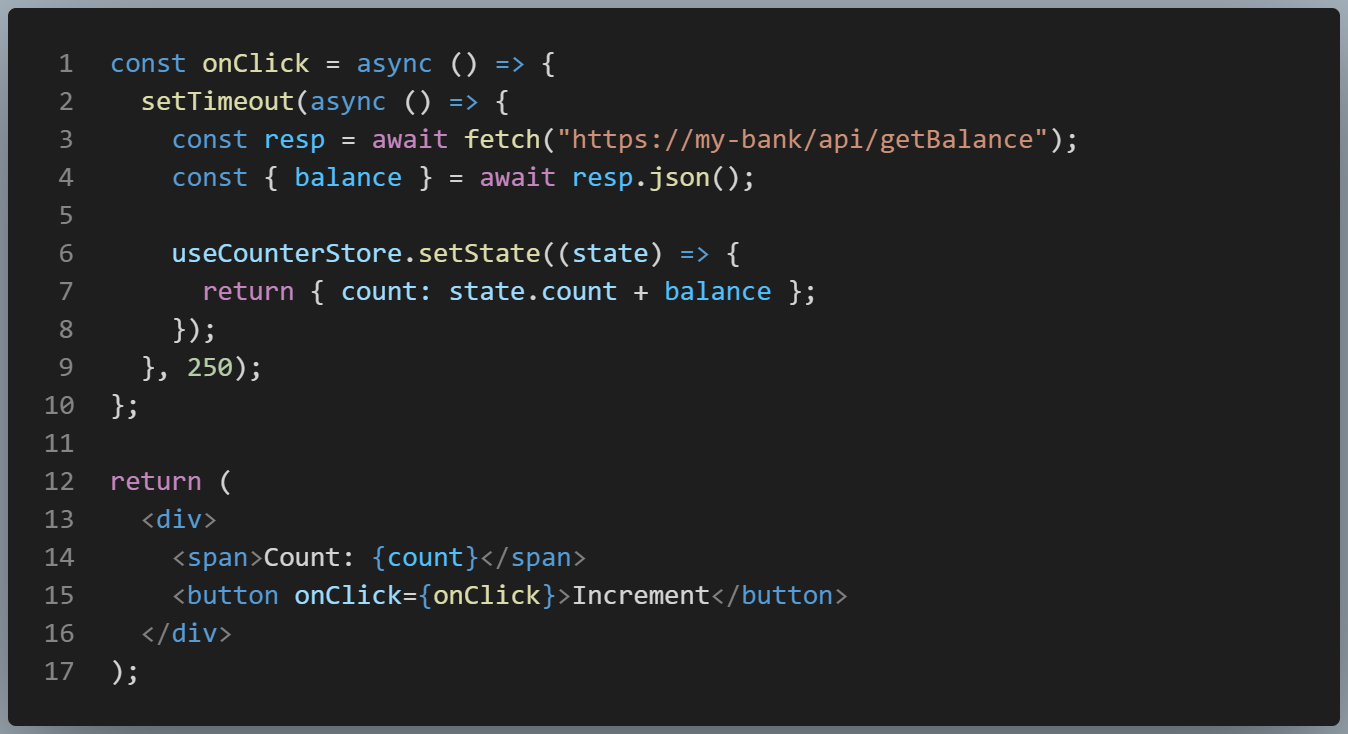 1 const onClick = async () => {
2   setTimeout(async () => {
3     const resp = await fetch("https://my-bank/api/getBalance");
4     const { balance } = await resp.json();
5
6     useCounterStore.setState((state) => {
7       return { count: state.count + balance };
8     });
9   }, 250);
10 };
11
12 return (
13   <div>
14     <span>Count: {count}</span>
15     <button onClick={onClick}>Increment</button>
16   </div>
17 );